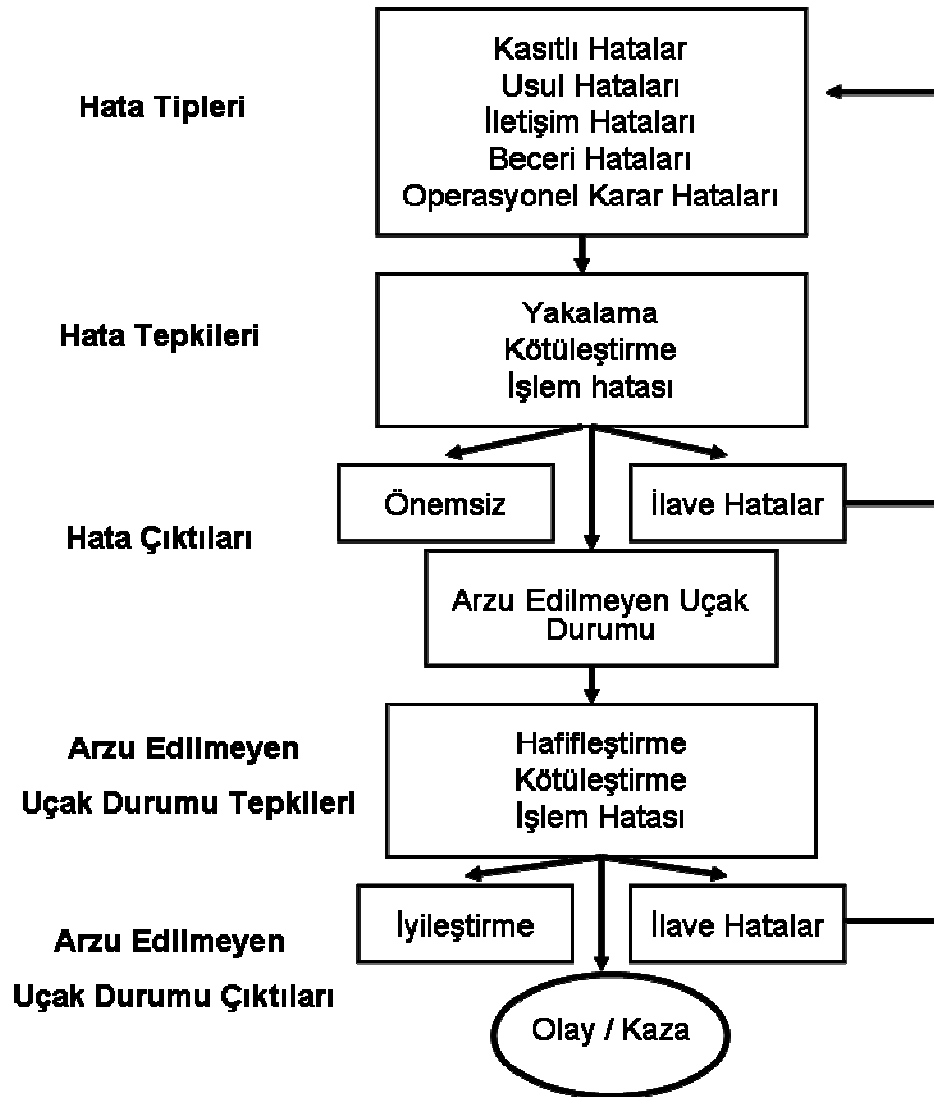 Kasıtlı Hatalar
Usul Hataları
Hata Tipleri
İletişim Hataları
Beceri Hataları
Operasyonel Karar Hataları
Yakalama
Hata Tepkileri
Kötüleştirme
İşlem hatası
Önemsiz
İlave Hatalar
Hata Çıktıları
Arzu Edilmeyen Uçak
Durumu
Arzu Edilmeyen
Uçak Durumu Tepkileri
Hafifleştirme
Kötüleştirme
İşlem Hatası
İyileştirme
İlave Hatalar
Arzu Edilmeyen
Uçak Durumu Çıktıları
Olay / Kaza